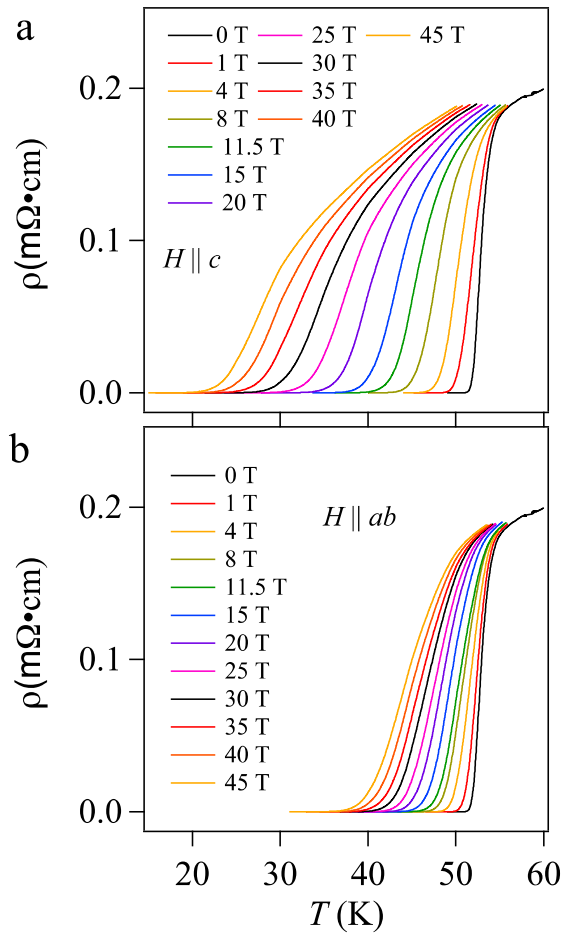 a
0 T 25 T 45 T
1 T 30 T
4 T 35 T
8 T 40 T
11.5 T
15 T
20 T
H || c
ρ(mΩ•cm)
0.2
0.1
0.0
b
0 T
1 T
4 T
8 T
11.5 T
15 T
20 T
25 T
30 T
35 T
40 T
45 T
H || ab
ρ(mΩ•cm)
0.2
0.1
0.0
20 30 40 50 60
T (K)